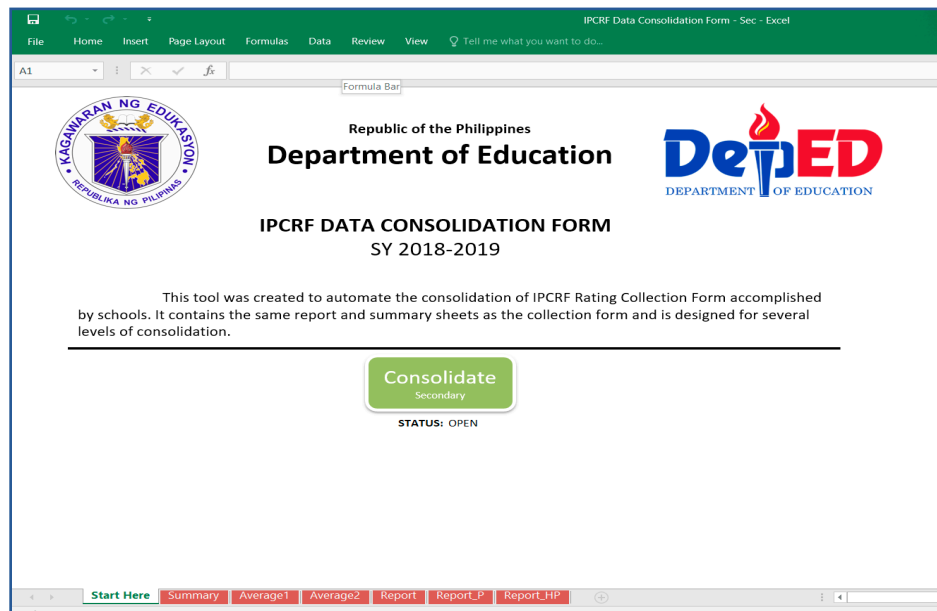 IPCRF Data Consolidation Form - Sec - Excel
File Home Insert Page Layout Formulas Data Review View Tell me what you want to do...
A1 fx
Formula Bar
KAGAWARAN NG EDUKASYON
REPUBLIKA NG PILIPINAS
Republic of the Philippines
Department of Education
DepED
DEPARTMENT OF EDUCATION
IPCRF DATA CONSOLIDATION FORM
SY 2018-2019
This tool was created to automate the consolidation of IPCRF Rating Collection Form accomplished
by schools. It contains the same report and summary sheets as the collection form and is designed for several
levels of consolidation.
Consolidate
Secondary
STATUS: OPEN
Start Here Summary Average1 Average2 Report Report_P Report_HP